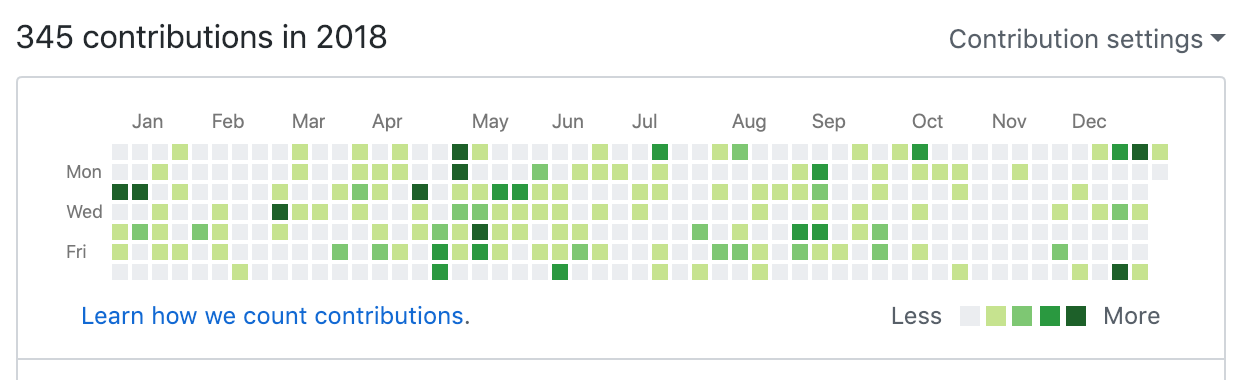 345 contributions in 2018
Contribution settings
Jan Feb Mar Apr May Jun Jul Aug Sep Oct Nov Dec
Mon
Wed
Fri
Learn how we count contributions.
Less More